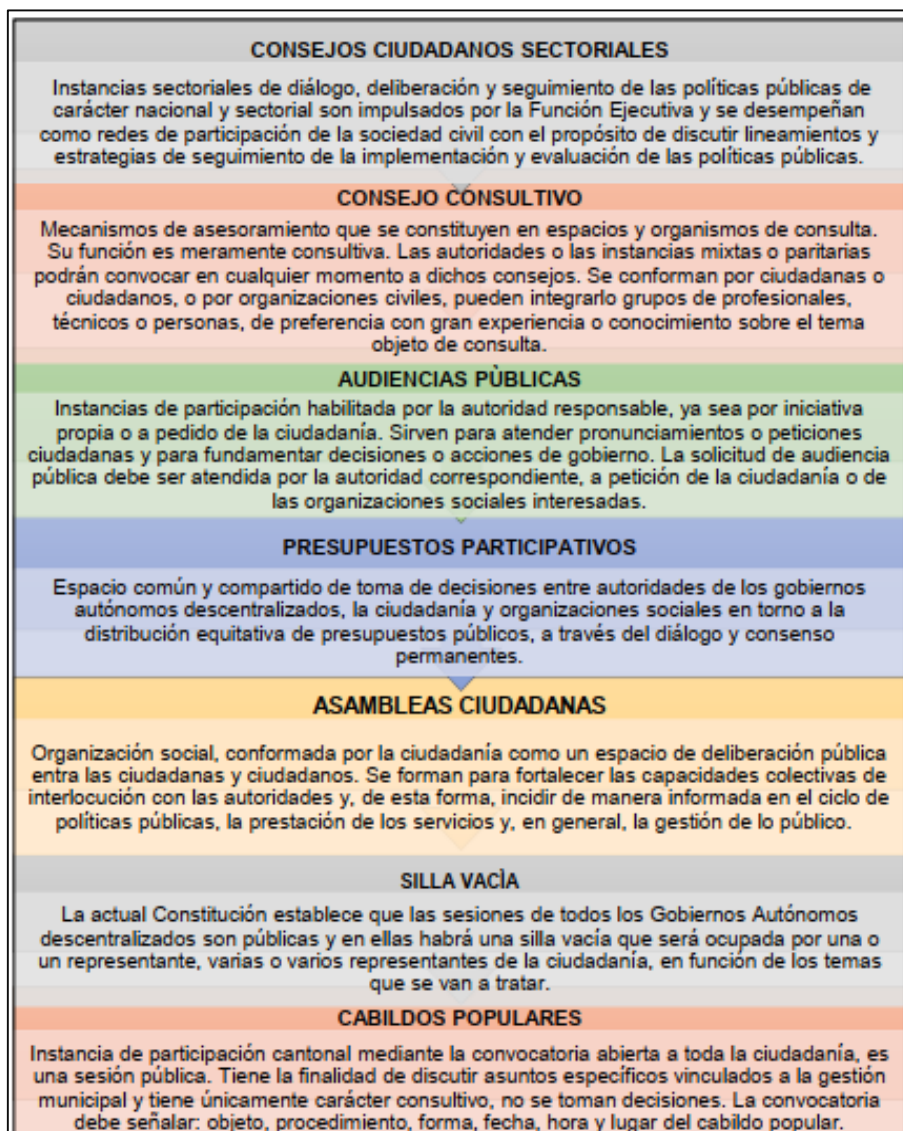 CONSEJOS CIUDADANOS SECTORIALES
Instancias sectoriales de diálogo, deliberación y seguimiento de las políticas públicas de
carácter nacional y sectorial son impulsados por la Función Ejecutiva y se desempeñan
como redes de participación de la sociedad civil con el propósito de discutir lineamientos y
estrategias de seguimiento de la implementación y evaluación de las políticas públicas.
CONSEJO CONSULTIVO
Mecanismos de asesoramiento que se constituyen en espacios y organismos de consulta.
Su función es meramente consultiva. Las autoridades o las instancias mixtas o paritarias
podrán convocar en cualquier momento a dichos consejos. Se conforman por ciudadanas o
ciudadanos, o por organizaciones civiles, pueden integrarlo grupos de profesionales,
técnicos o personas, de preferencia con gran experiencia o conocimiento sobre el tema
objeto de consulta.
AUDIENCIAS PÙBLICAS
Instancias de participación habilitada por la autoridad responsable, ya sea por iniciativa
propia o a pedido de la ciudadanía. Sirven para atender pronunciamientos o peticiones
ciudadanas y para fundamentar decisiones o acciones de gobierno. La solicitud de audiencia
pública debe ser atendida por la autoridad correspondiente, a petición de la ciudadanía o de
las organizaciones sociales interesadas.
PRESUPUESTOS PARTICIPATIVOS
Espacio común y compartido de toma de decisiones entre autoridades de los gobiernos
autónomos descentralizados, la ciudadanía y organizaciones sociales en torno a la
distribución equitativa de presupuestos públicos, a través del diálogo y consenso
permanentes.
ASAMBLEAS CIUDADANAS
Organización social, conformada por la ciudadanía como un espacio de deliberación pública
entre las ciudadanas y ciudadanos. Se forman para fortalecer las capacidades colectivas de
interlocución con las autoridades y, de esta forma, incidir de manera informada en el ciclo de
políticas públicas, la prestación de los servicios y, en general, la gestión de lo público.
SILLA VACÌA
La actual Constitución establece que las sesiones de todos los Gobiernos Autónomos
descentralizados son públicas y en ellas habrá una silla vacía que será ocupada por una o
un representante, varias o varios representantes de la ciudadanía, en función de los temas
que se van a tratar.
CABILDOS POPULARES
Instancia de participación cantonal mediante la convocatoria abierta a toda la ciudadanía, es
una sesión pública. Tiene la finalidad de discutir asuntos específicos vinculados a la gestión
municipal y tiene únicamente carácter consultivo, no se toman decisiones. La convocatoria
debe señalar: objeto, procedimiento, forma, fecha, hora y lugar del cabildo popular.